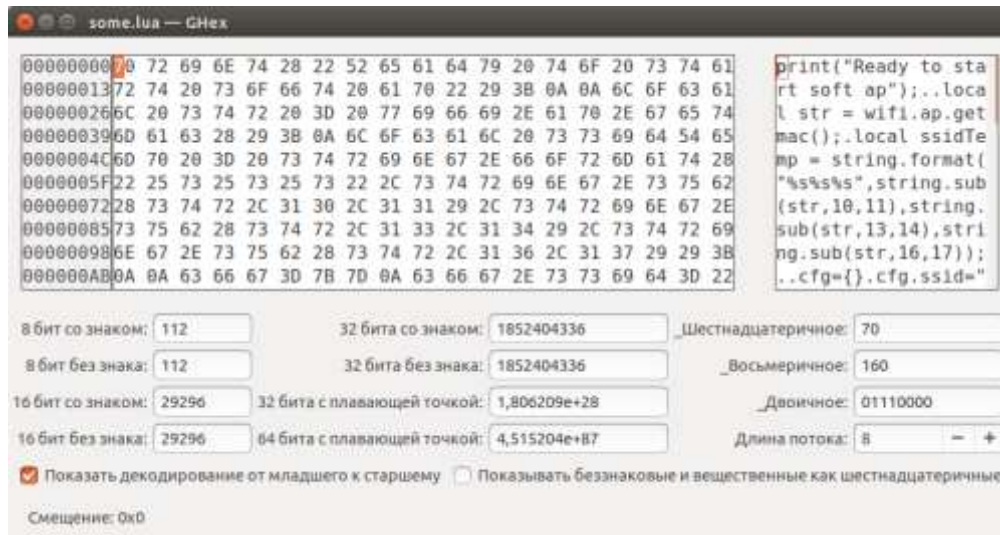 some.lua — GHex
00000000 70 72 69 6E 74 28 22 52 65 61 64 79 20 74 6F 20 73 74 61 print("Ready to sta
00000013 72 74 20 73 6F 66 74 20 61 70 22 29 3B 0A 0A 6C 6F 63 61 rt soft ap");..loca
00000026 6C 20 73 74 72 20 3D 20 77 69 66 69 2E 61 70 2E 67 65 74 l str = wifi.ap.get
00000039 6D 61 63 28 29 3B 0A 6C 6F 63 61 6C 20 73 73 69 64 54 65 mac();.local ssidTe
0000004C 6D 70 20 3D 20 73 74 72 69 6E 67 2E 66 6F 72 6D 61 74 28 mp = string.format(
0000005F 22 25 73 25 73 25 73 22 2C 73 74 72 69 6E 67 2E 73 75 62 "%s%s%s",string.sub
00000072 28 73 74 72 2C 31 30 2C 31 31 29 2C 73 74 72 69 6E 67 2E (str,10,11),string.
00000085 73 75 62 28 73 74 72 2C 31 33 2C 31 34 29 2C 73 74 72 69 sub(str,13,14),stri
00000098 6E 67 2E 73 75 62 28 73 74 72 2C 31 36 2C 31 37 29 29 3B ng.sub(str,16,17));
000000AB 0A 0A 63 66 67 3D 7B 7D 0A 63 66 67 2E 73 73 69 64 3D 22 ..cfg={}.cfg.ssid="
8 бит со знаком: 112 32 бита со знаком: 1852404336 _Шестнадцатеричное: 70
8 бит без знака: 112 32 бита без знака: 1852404336 _Восьмеричное: 160
16 бит со знаком: 29296 32 бита с плавающей точкой: 1,806209e+28 _Двоичное: 01110000
16 бит без знака: 29296 64 бита с плавающей точкой: 4,515204e+87 Длина потока: 8 − +
Показать декодирование от младшего к старшему Показывать беззнаковые и вещественные как шестнадцатеричные
Смещение: 0x0